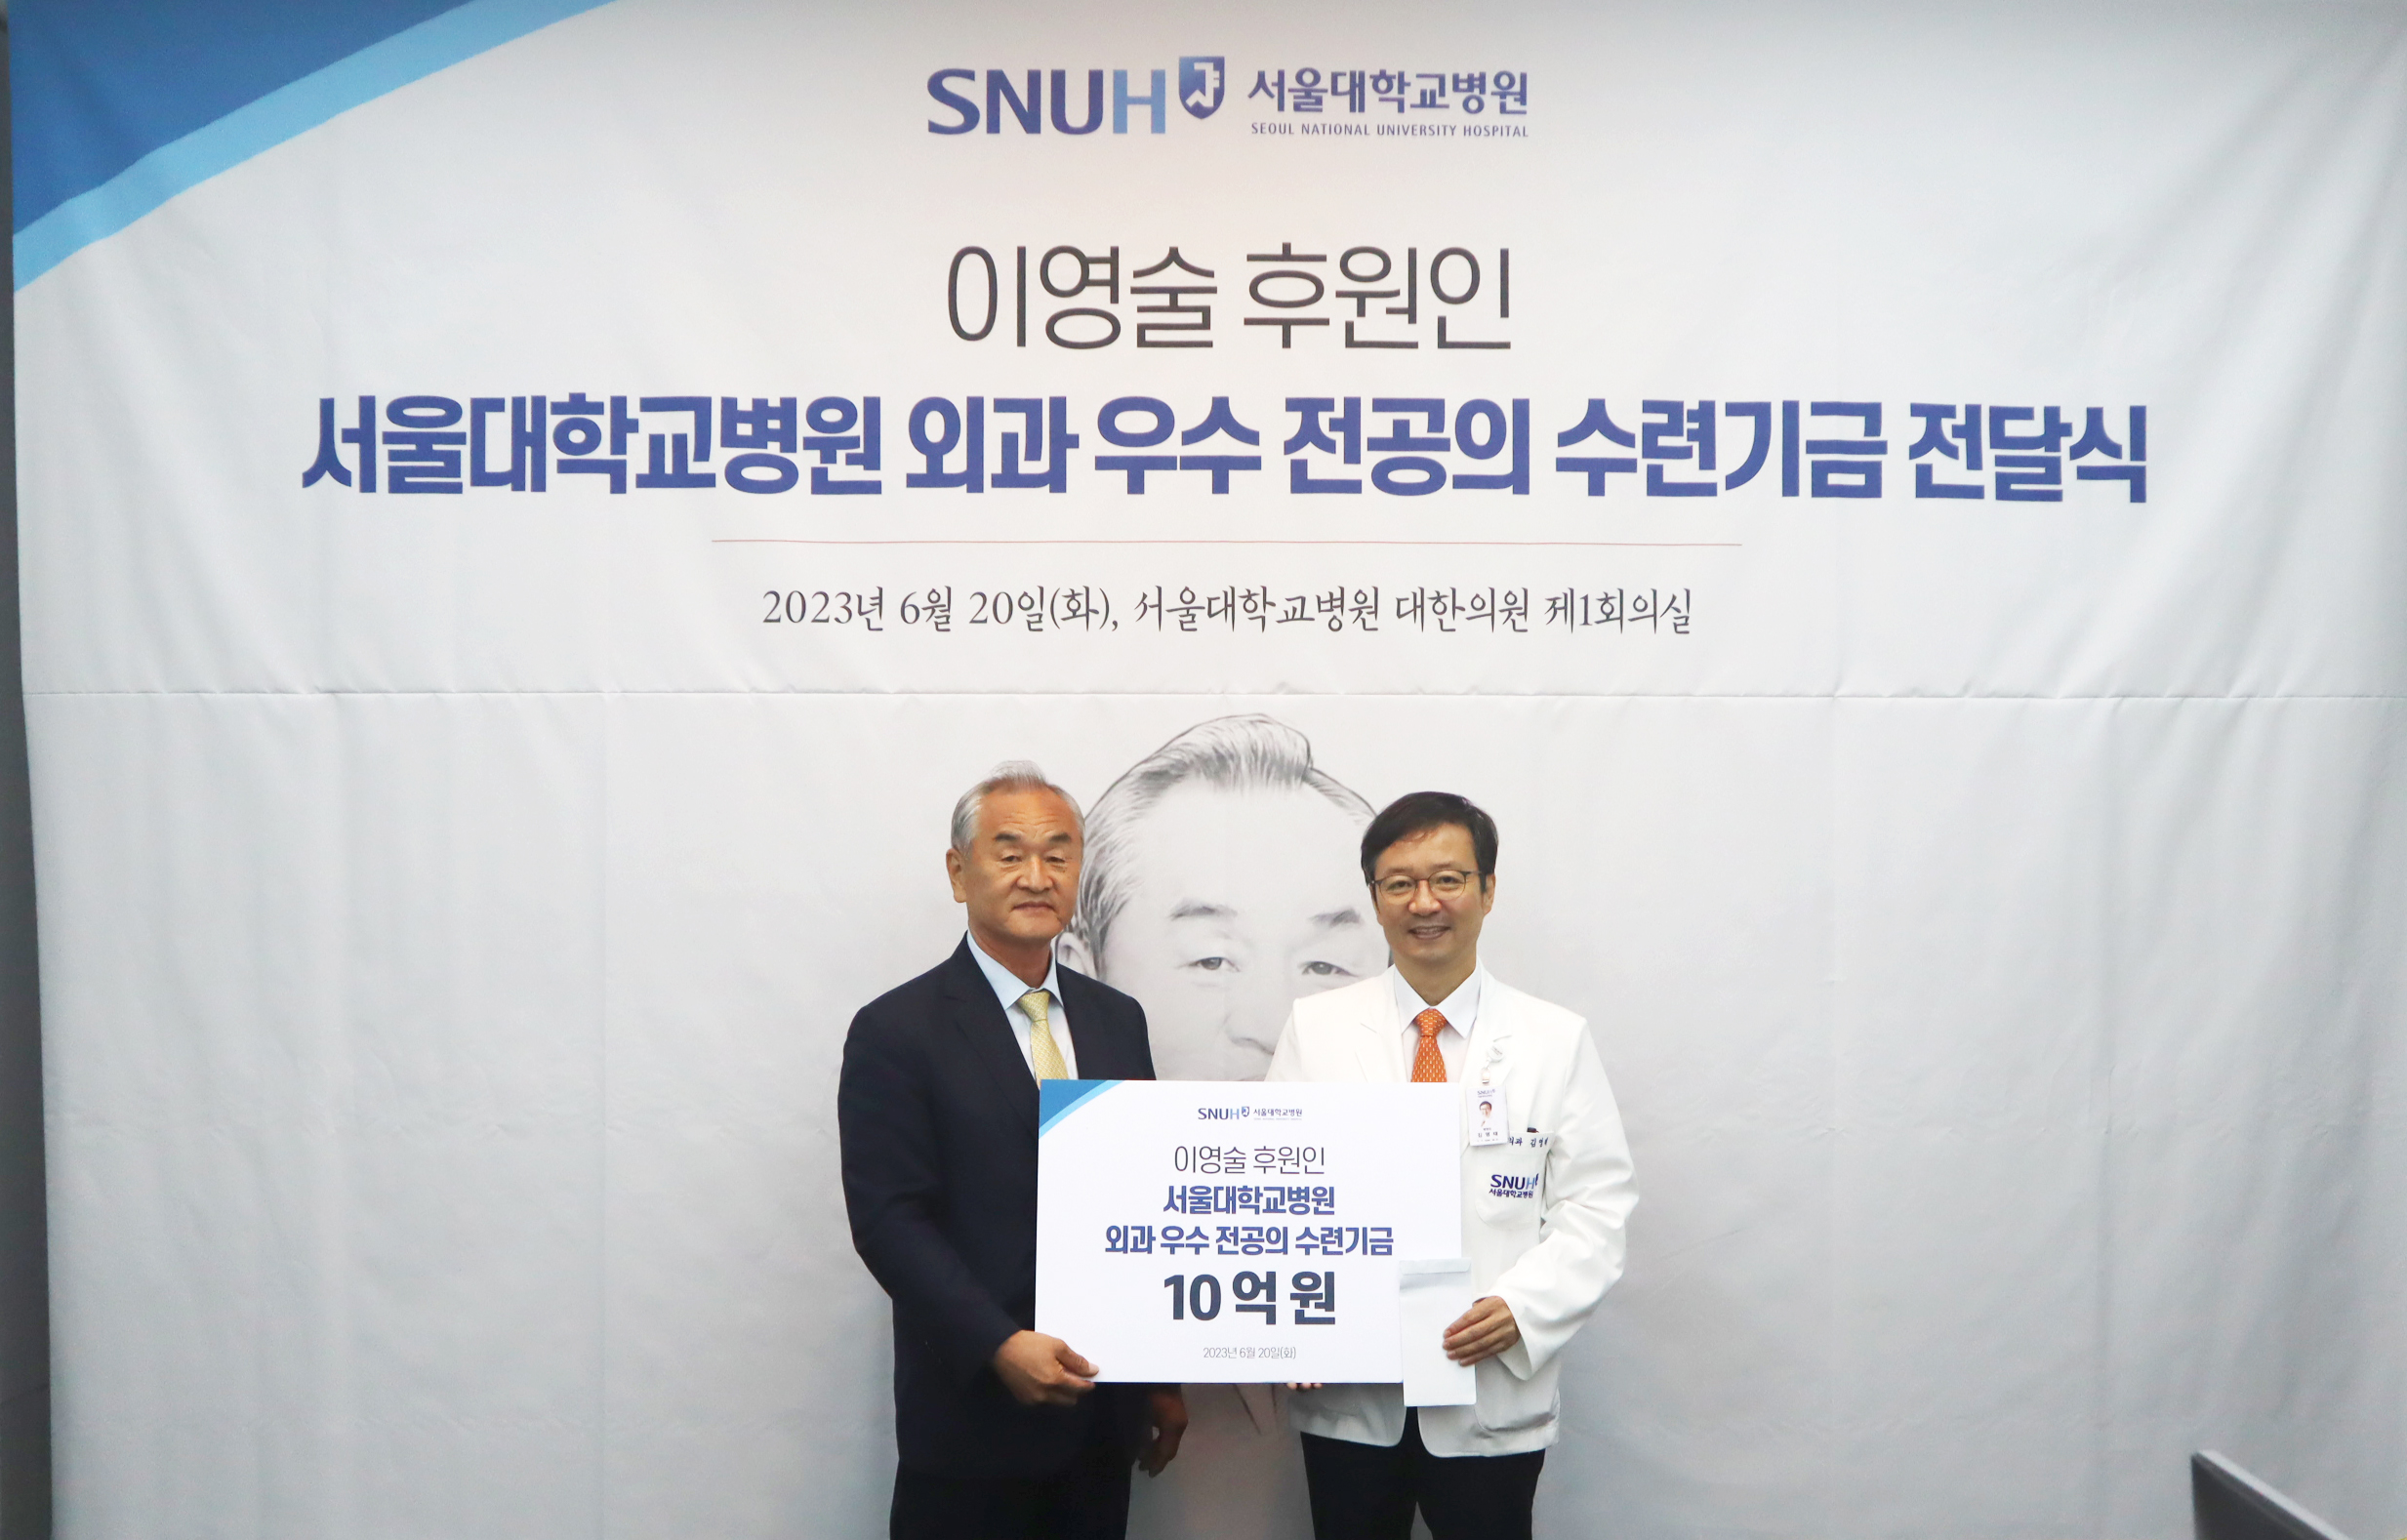 SNUH 서울대학교병원
SEOUL NATIONAL UNIVERSITY HOSPITAL
이영술 후원인
서울대학교병원 외과 우수 전공의 수련기금 전달식
2023년 6월 20일(화), 서울대학교병원 대한의원 제1회의실
SNUH 서울대학교병원
이영술 후원인
서울대학교병원
외과 우수 전공의 수련기금
10억 원
2023년 6월 20일(화)
SNUH
서울대학교병원